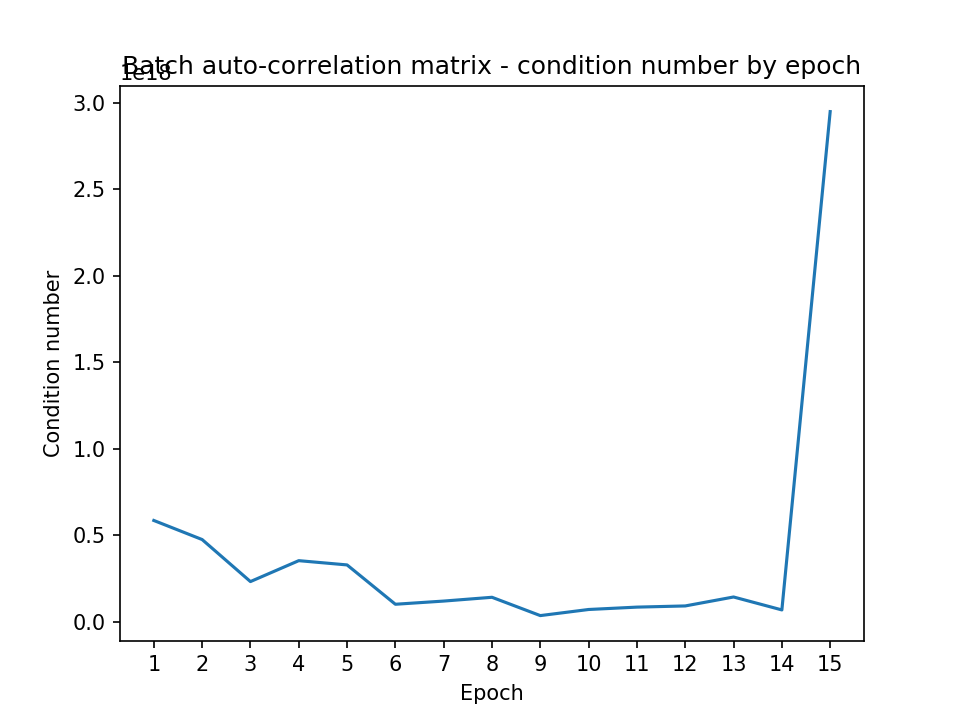 Batch auto-correlation matrix - condition number by epoch
1e18
3.0
2.5
2.0
1.5
1.0
0.5
0.0
Condition number
1 2 3 4 5 6 7 8 9 10 11 12 13 14 15
Epoch